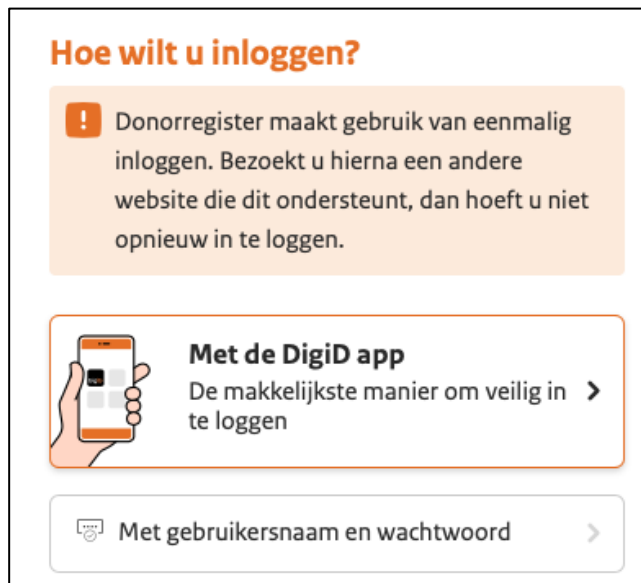 Hoe wilt u inloggen?
Donorregister maakt gebruik van eenmalig
inloggen. Bezoekt u hierna een andere
website die dit ondersteunt, dan hoeft u niet
opnieuw in te loggen.
Met de DigiD app
De makkelijkste manier om veilig in
te loggen
Met gebruikersnaam en wachtwoord